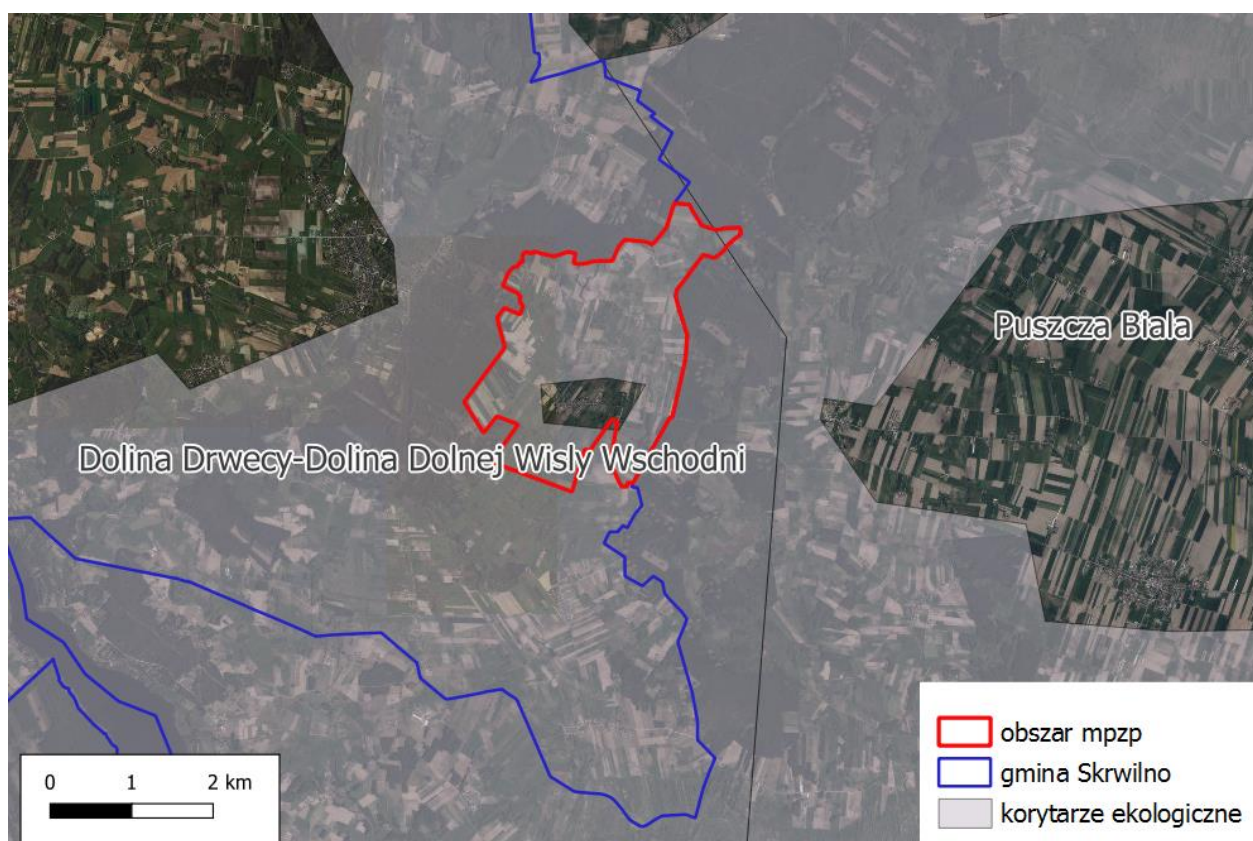 Puszcza Biala
Dolina Drwecy-Dolina Dolnej Wisly Wschodni
0 1 2 km
obszar mpzp
gmina Skrwilno
korytarze ekologiczne